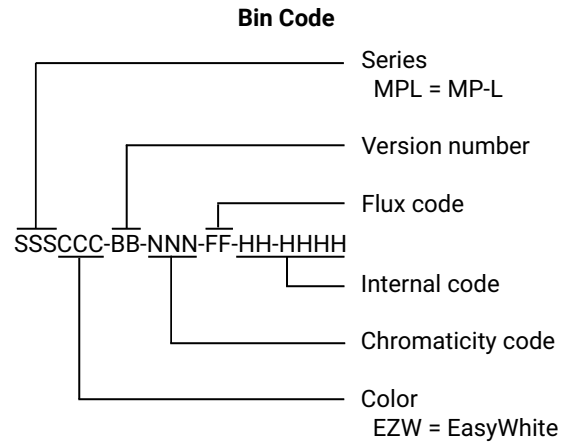 Bin Code
Series
MPL = MP-L
Version number
Flux code
SSSCCC-BB-NNN-FF-HH-HHHH
Internal code
Chromaticity code
Color
EZW = EasyWhite